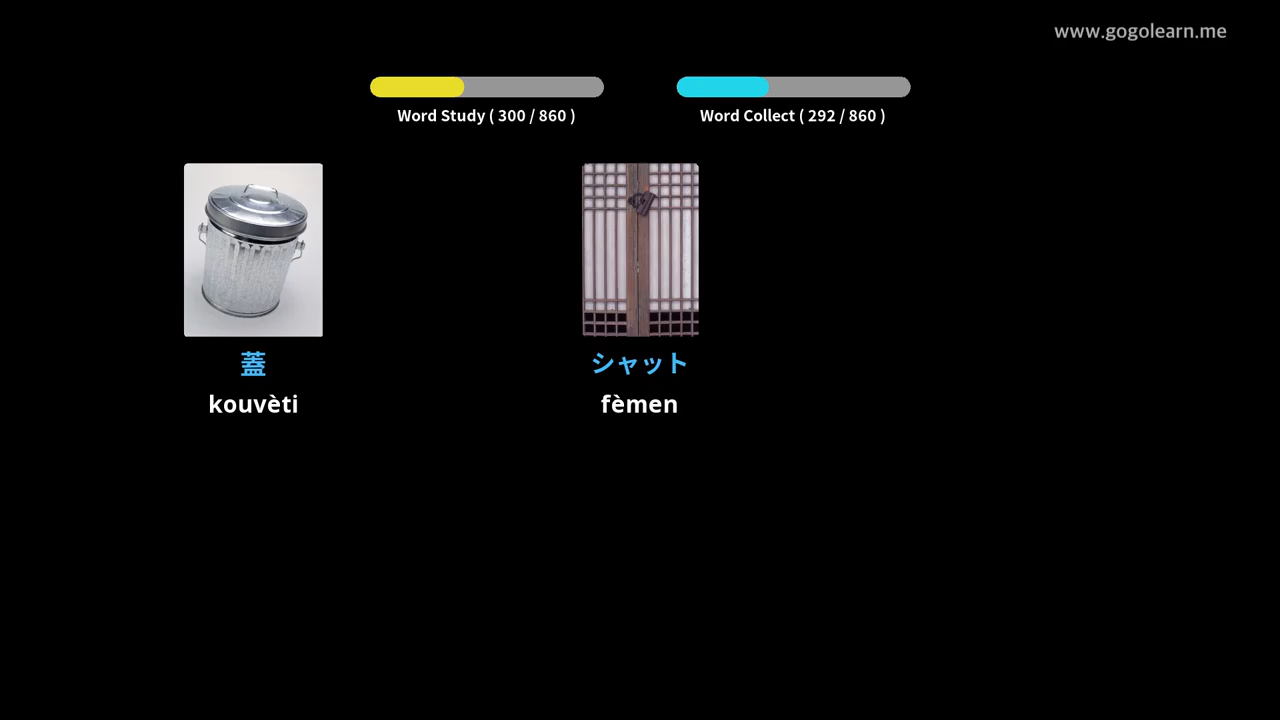 www.gogolearn.me
Word Study ( 300 / 860 )
Word Collect ( 292 / 860 )
蓋
シャット
kouvèti
fèmen